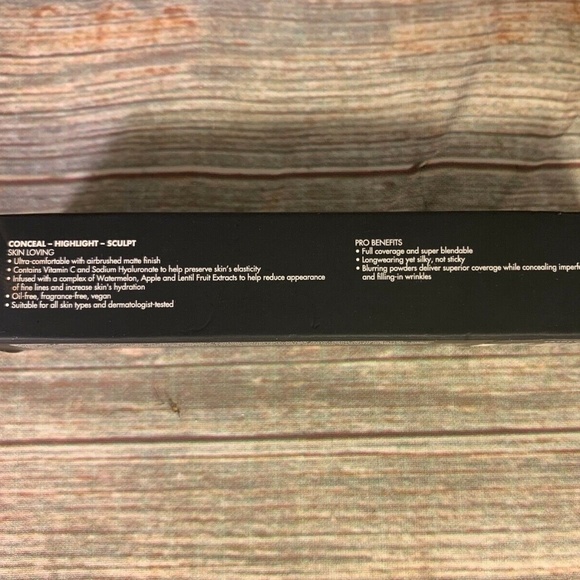 CONCEAL – HIGHLIGHT – SCULPT
SKIN LOVING
• Ultra-comfortable with airbrushed matte finish
• Contains Vitamin C and Sodium Hyaluronate to help preserve skin's elasticity
• Infused with a complex of Watermelon, Apple and Lentil Fruit Extracts to help reduce appearance
of fine lines and increase skin's hydration
• Oil-free, fragrance-free, vegan
• Suitable for all skin types and dermatologist-tested
PRO BENEFITS
• Full coverage and super blendable
• Longwearing yet silky, not sticky
• Blurring powders deliver superior coverage while concealing imperf
and filling-in wrinkles